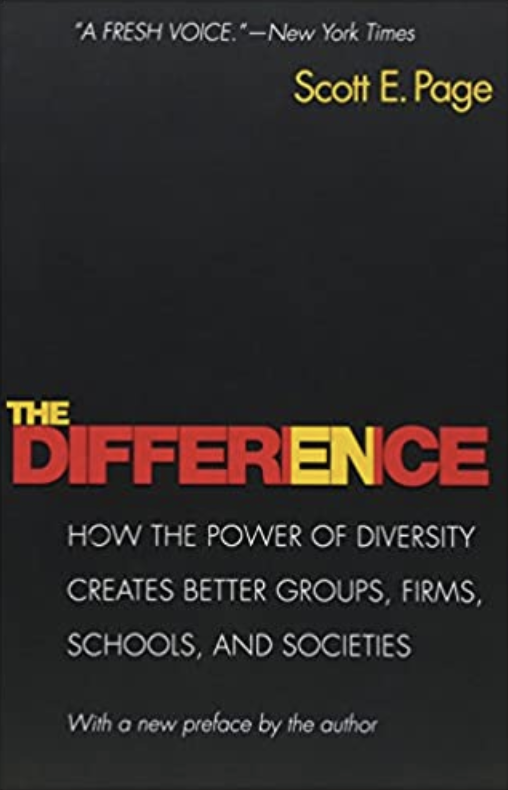 "A FRESH VOICE."—New York Times
Scott E. Page
THE
DIFFERENCE
HOW THE POWER OF DIVERSITY
CREATES BETTER GROUPS, FIRMS,
SCHOOLS, AND SOCIETIES
With a new preface by the author